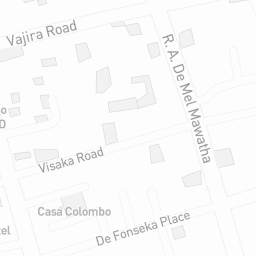 Vajira Road
R. A. De Mel Mawatha
D
Visaka Road
Casa Colombo
De Fonseka Place